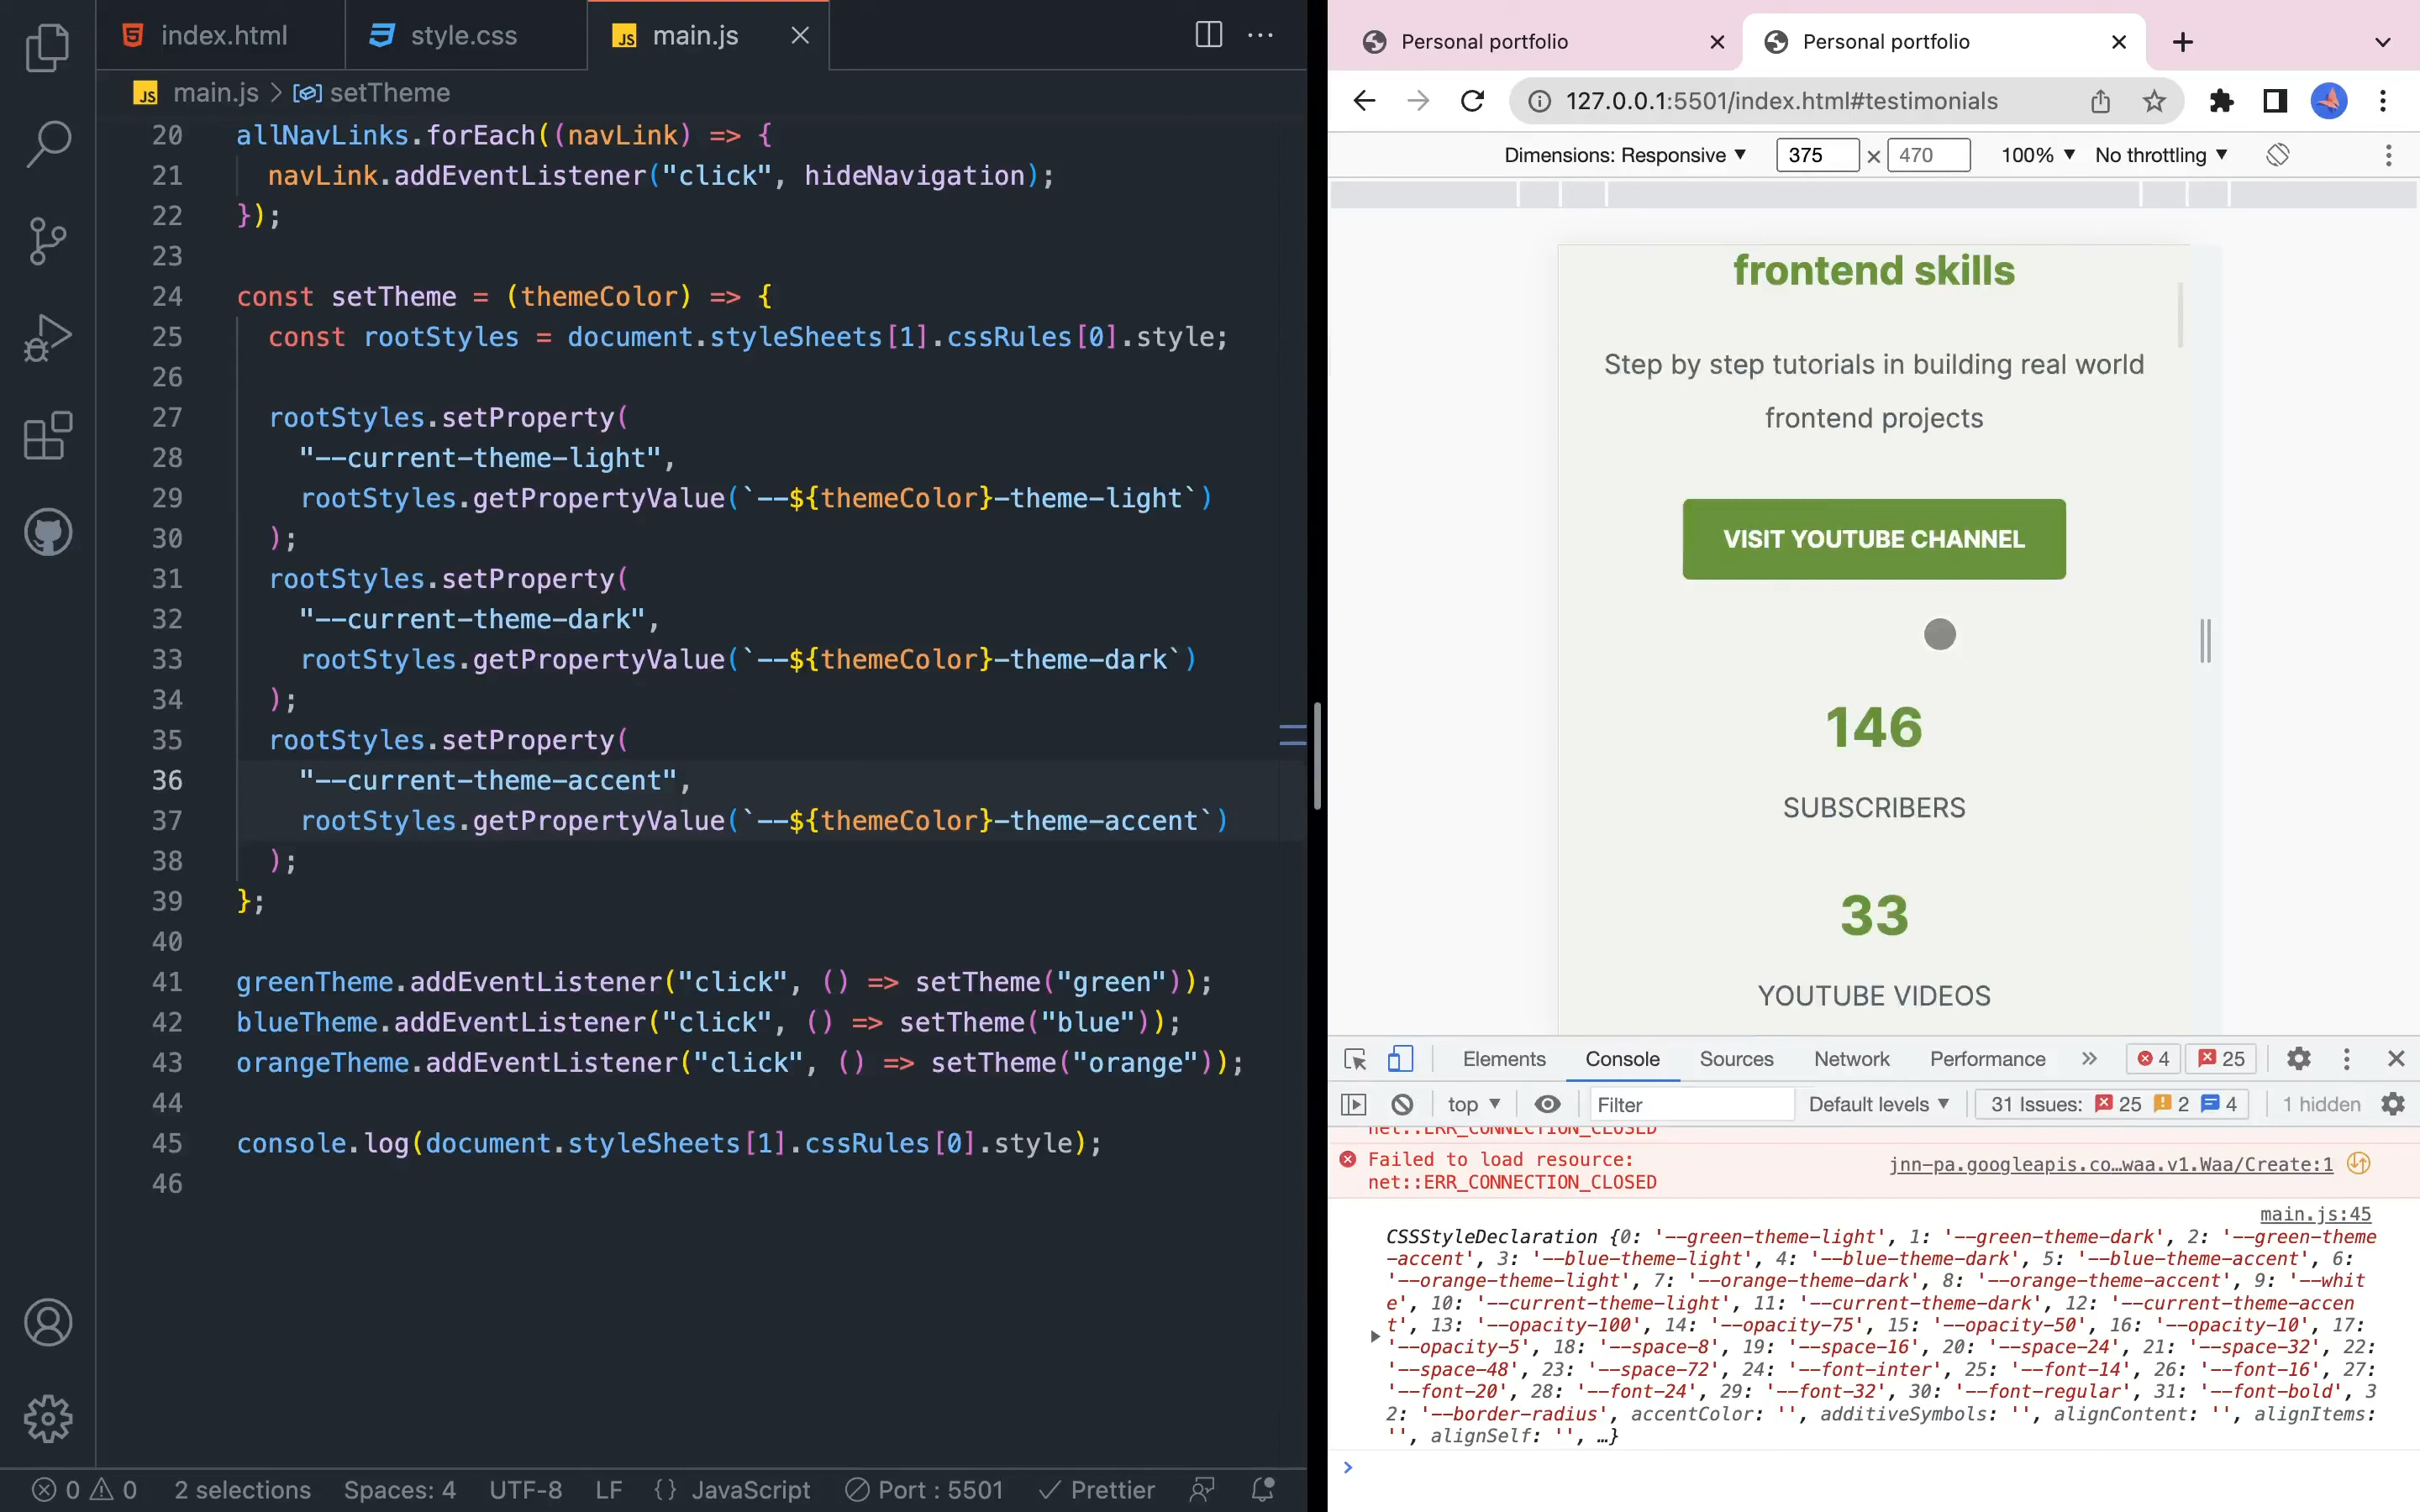 index.html
style.css
JS main.js
JS main.js > setTheme
20 allNavLinks.forEach((navLink) => {
21 navLink.addEventListener("click", hideNavigation);
22 });
23
24 const setTheme = (themeColor) => {
25 const rootStyles = document.styleSheets[1].cssRules[0].style;
26
27 rootStyles.setProperty(
28 "--current-theme-light",
29 rootStyles.getPropertyValue(`--${themeColor}-theme-light`)
30 );
31 rootStyles.setProperty(
32 "--current-theme-dark",
33 rootStyles.getPropertyValue(`--${themeColor}-theme-dark`)
34 );
35 rootStyles.setProperty(
36 "--current-theme-accent",
37 rootStyles.getPropertyValue(`--${themeColor}-theme-accent`)
38 );
39 };
40
41 greenTheme.addEventListener("click", () => setTheme("green"));
42 blueTheme.addEventListener("click", () => setTheme("blue"));
43 orangeTheme.addEventListener("click", () => setTheme("orange"));
44
45 console.log(document.styleSheets[1].cssRules[0].style);
46
0 0 2 selections Spaces: 4 UTF-8 LF {} JavaScript Port : 5501 Prettier
Personal portfolio
Personal portfolio
127.0.0.1:5501/index.html#testimonials
Dimensions: Responsive 375 × 470 100% No throttling
frontend skills
Step by step tutorials in building real world
frontend projects
VISIT YOUTUBE CHANNEL
146
SUBSCRIBERS
33
YOUTUBE VIDEOS
Elements Console Sources Network Performance » 4 25
top Filter Default levels 31 Issues: 25 2 4 1 hidden
net::ERR_CONNECTION_CLOSED
Failed to load resource: jnn-pa.googleapis.co…waa.v1.Waa/Create:1
net::ERR_CONNECTION_CLOSED
main.js:45
CSSStyleDeclaration {0: '--green-theme-light', 1: '--green-theme-dark', 2: '--green-theme
-accent', 3: '--blue-theme-light', 4: '--blue-theme-dark', 5: '--blue-theme-accent', 6:
'--orange-theme-light', 7: '--orange-theme-dark', 8: '--orange-theme-accent', 9: '--whit
e', 10: '--current-theme-light', 11: '--current-theme-dark', 12: '--current-theme-accen
t', 13: '--opacity-100', 14: '--opacity-75', 15: '--opacity-50', 16: '--opacity-10', 17:
'--opacity-5', 18: '--space-8', 19: '--space-16', 20: '--space-24', 21: '--space-32', 22:
'--space-48', 23: '--space-72', 24: '--font-inter', 25: '--font-14', 26: '--font-16', 27:
'--font-20', 28: '--font-24', 29: '--font-32', 30: '--font-regular', 31: '--font-bold', 3
2: '--border-radius', accentColor: '', additiveSymbols: '', alignContent: '', alignItems:
'', alignSelf: '', …}